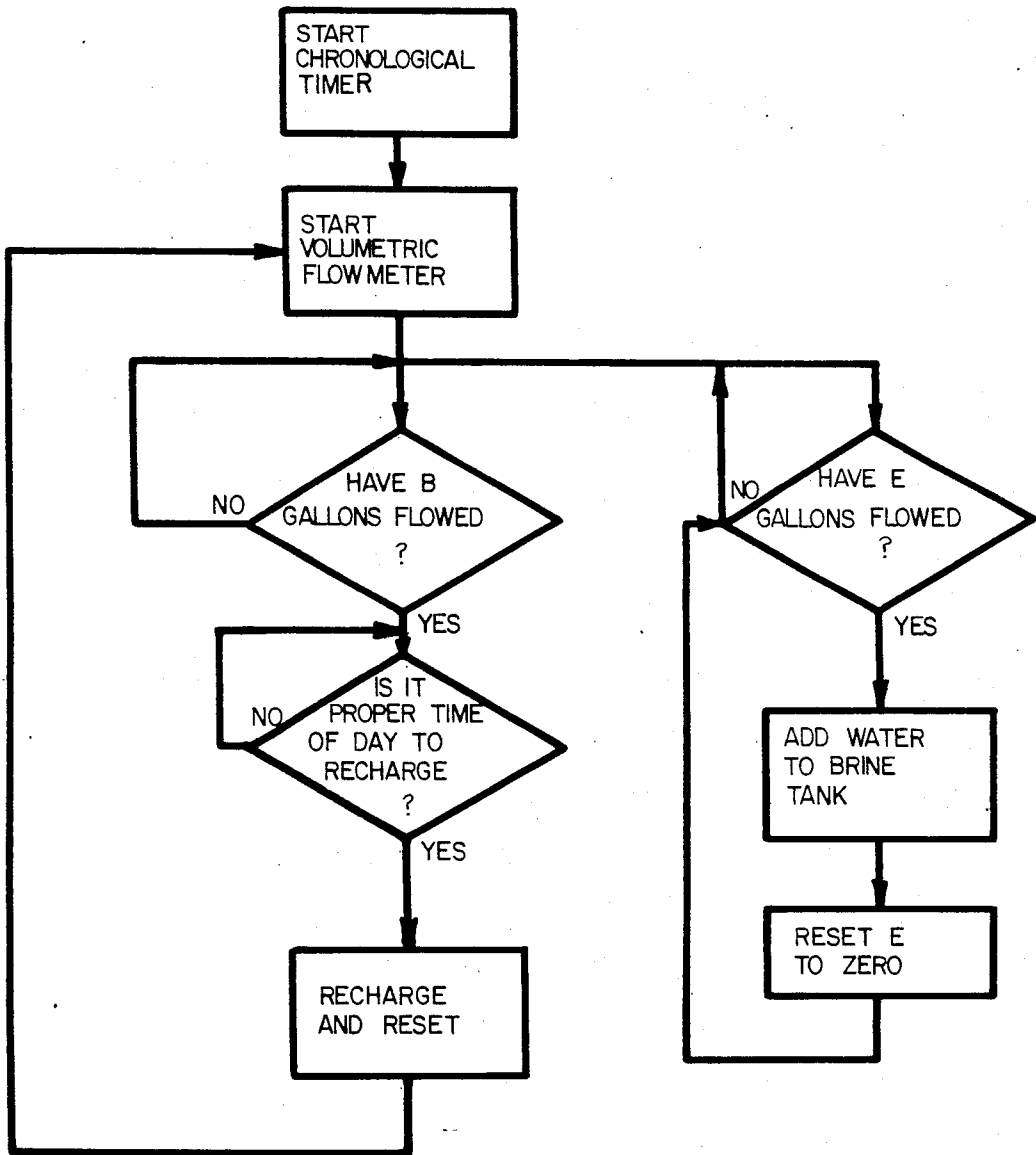 START
CHRONOLOGICAL
TIMER
START
VOLUMETRIC
FLOWMETER
NO
HAVE B
GALLONS FLOWED
?
YES
NO
IS IT
PROPER TIME
OF DAY TO
RECHARGE
?
YES
RECHARGE
AND RESET
NO
HAVE E
GALLONS FLOWED
?
YES
ADD WATER
TO BRINE
TANK
RESET E
TO ZERO